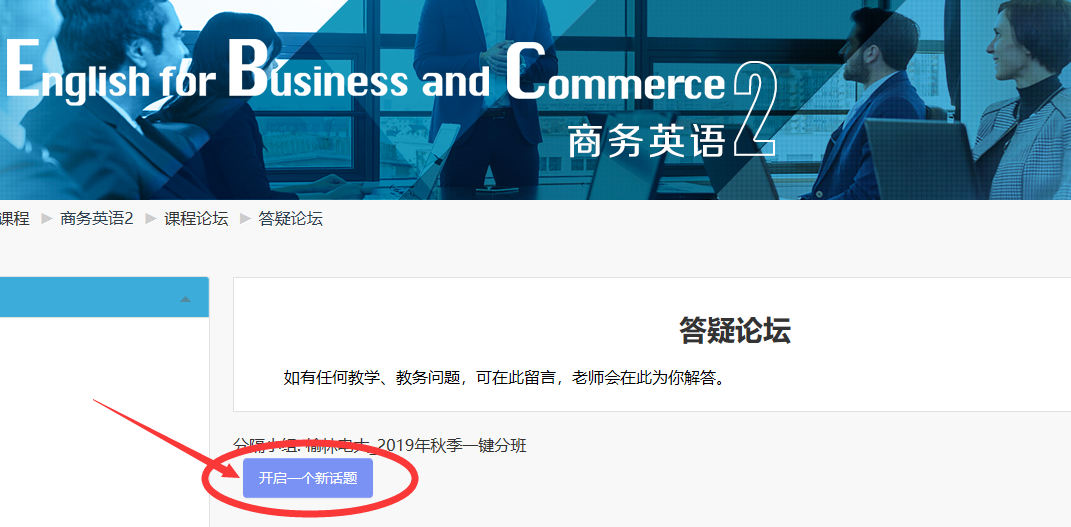 English for Business and Commerce 2
商务英语
课程 ▶ 商务英语2 ▶ 课程论坛 ▶ 答疑论坛
答疑论坛
如有任何教学、教务问题，可在此留言，老师会在此为你解答。
分隔小组: 榆林电大_2019年秋季一键分班
开启一个新话题